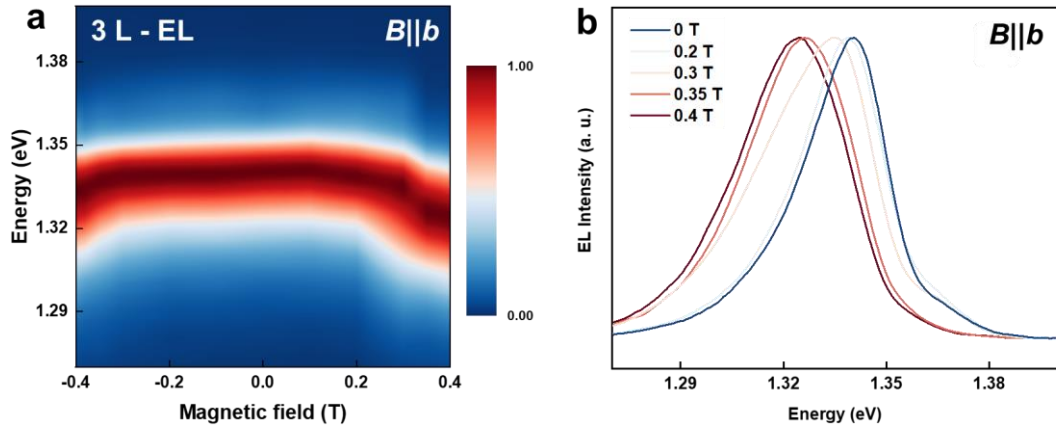 a
3 L - EL
B||b
1.38
1.35
1.32
1.29
Energy (eV)
-0.4
-0.2
0.0
0.2
0.4
Magnetic field (T)
1.00
0.00
b
B||b
0 T
0.2 T
0.3 T
0.35 T
0.4 T
EL Intensity (a. u.)
1.29
1.32
1.35
1.38
Energy (eV)